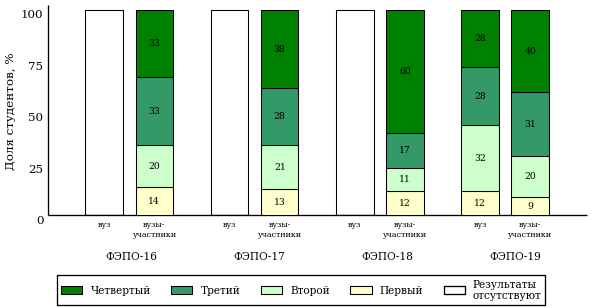 100
75
50
25
0
Доля студентов, %
33
33
20
14
38
28
21
13
60
17
11
12
28
28
32
12
40
31
20
9
вуз
вузы-
участники
вуз
вузы-
участники
вуз
вузы-
участники
вуз
вузы-
участники
ФЭПО-16
ФЭПО-17
ФЭПО-18
ФЭПО-19
Четвертый
Третий
Второй
Первый
Результаты
отсутствуют